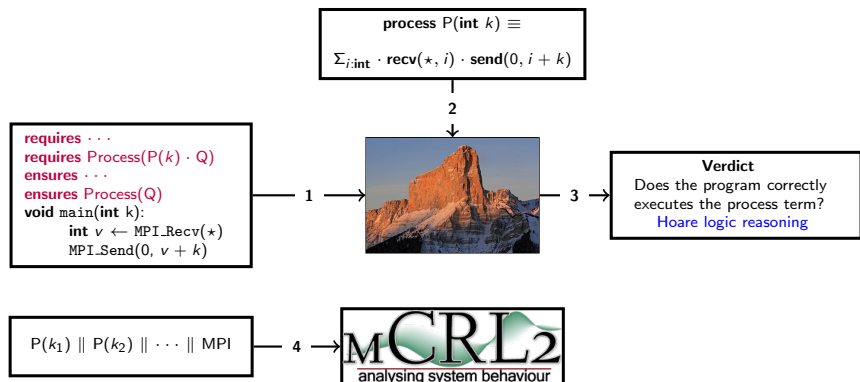 process P(int k) ≡
Σi:int · recv(⋆, i) · send(0, i + k)
2
requires · · ·
requires Process(P(k) · Q)
ensures · · ·
ensures Process(Q)
void main(int k):
int v ← MPI_Recv(⋆)
MPI_Send(0, v + k)
1
3
Verdict
Does the program correctly
executes the process term?
Hoare logic reasoning
P(k1) ∥ P(k2) ∥ · · · ∥ MPI
4
mCRL2
analysing system behaviour